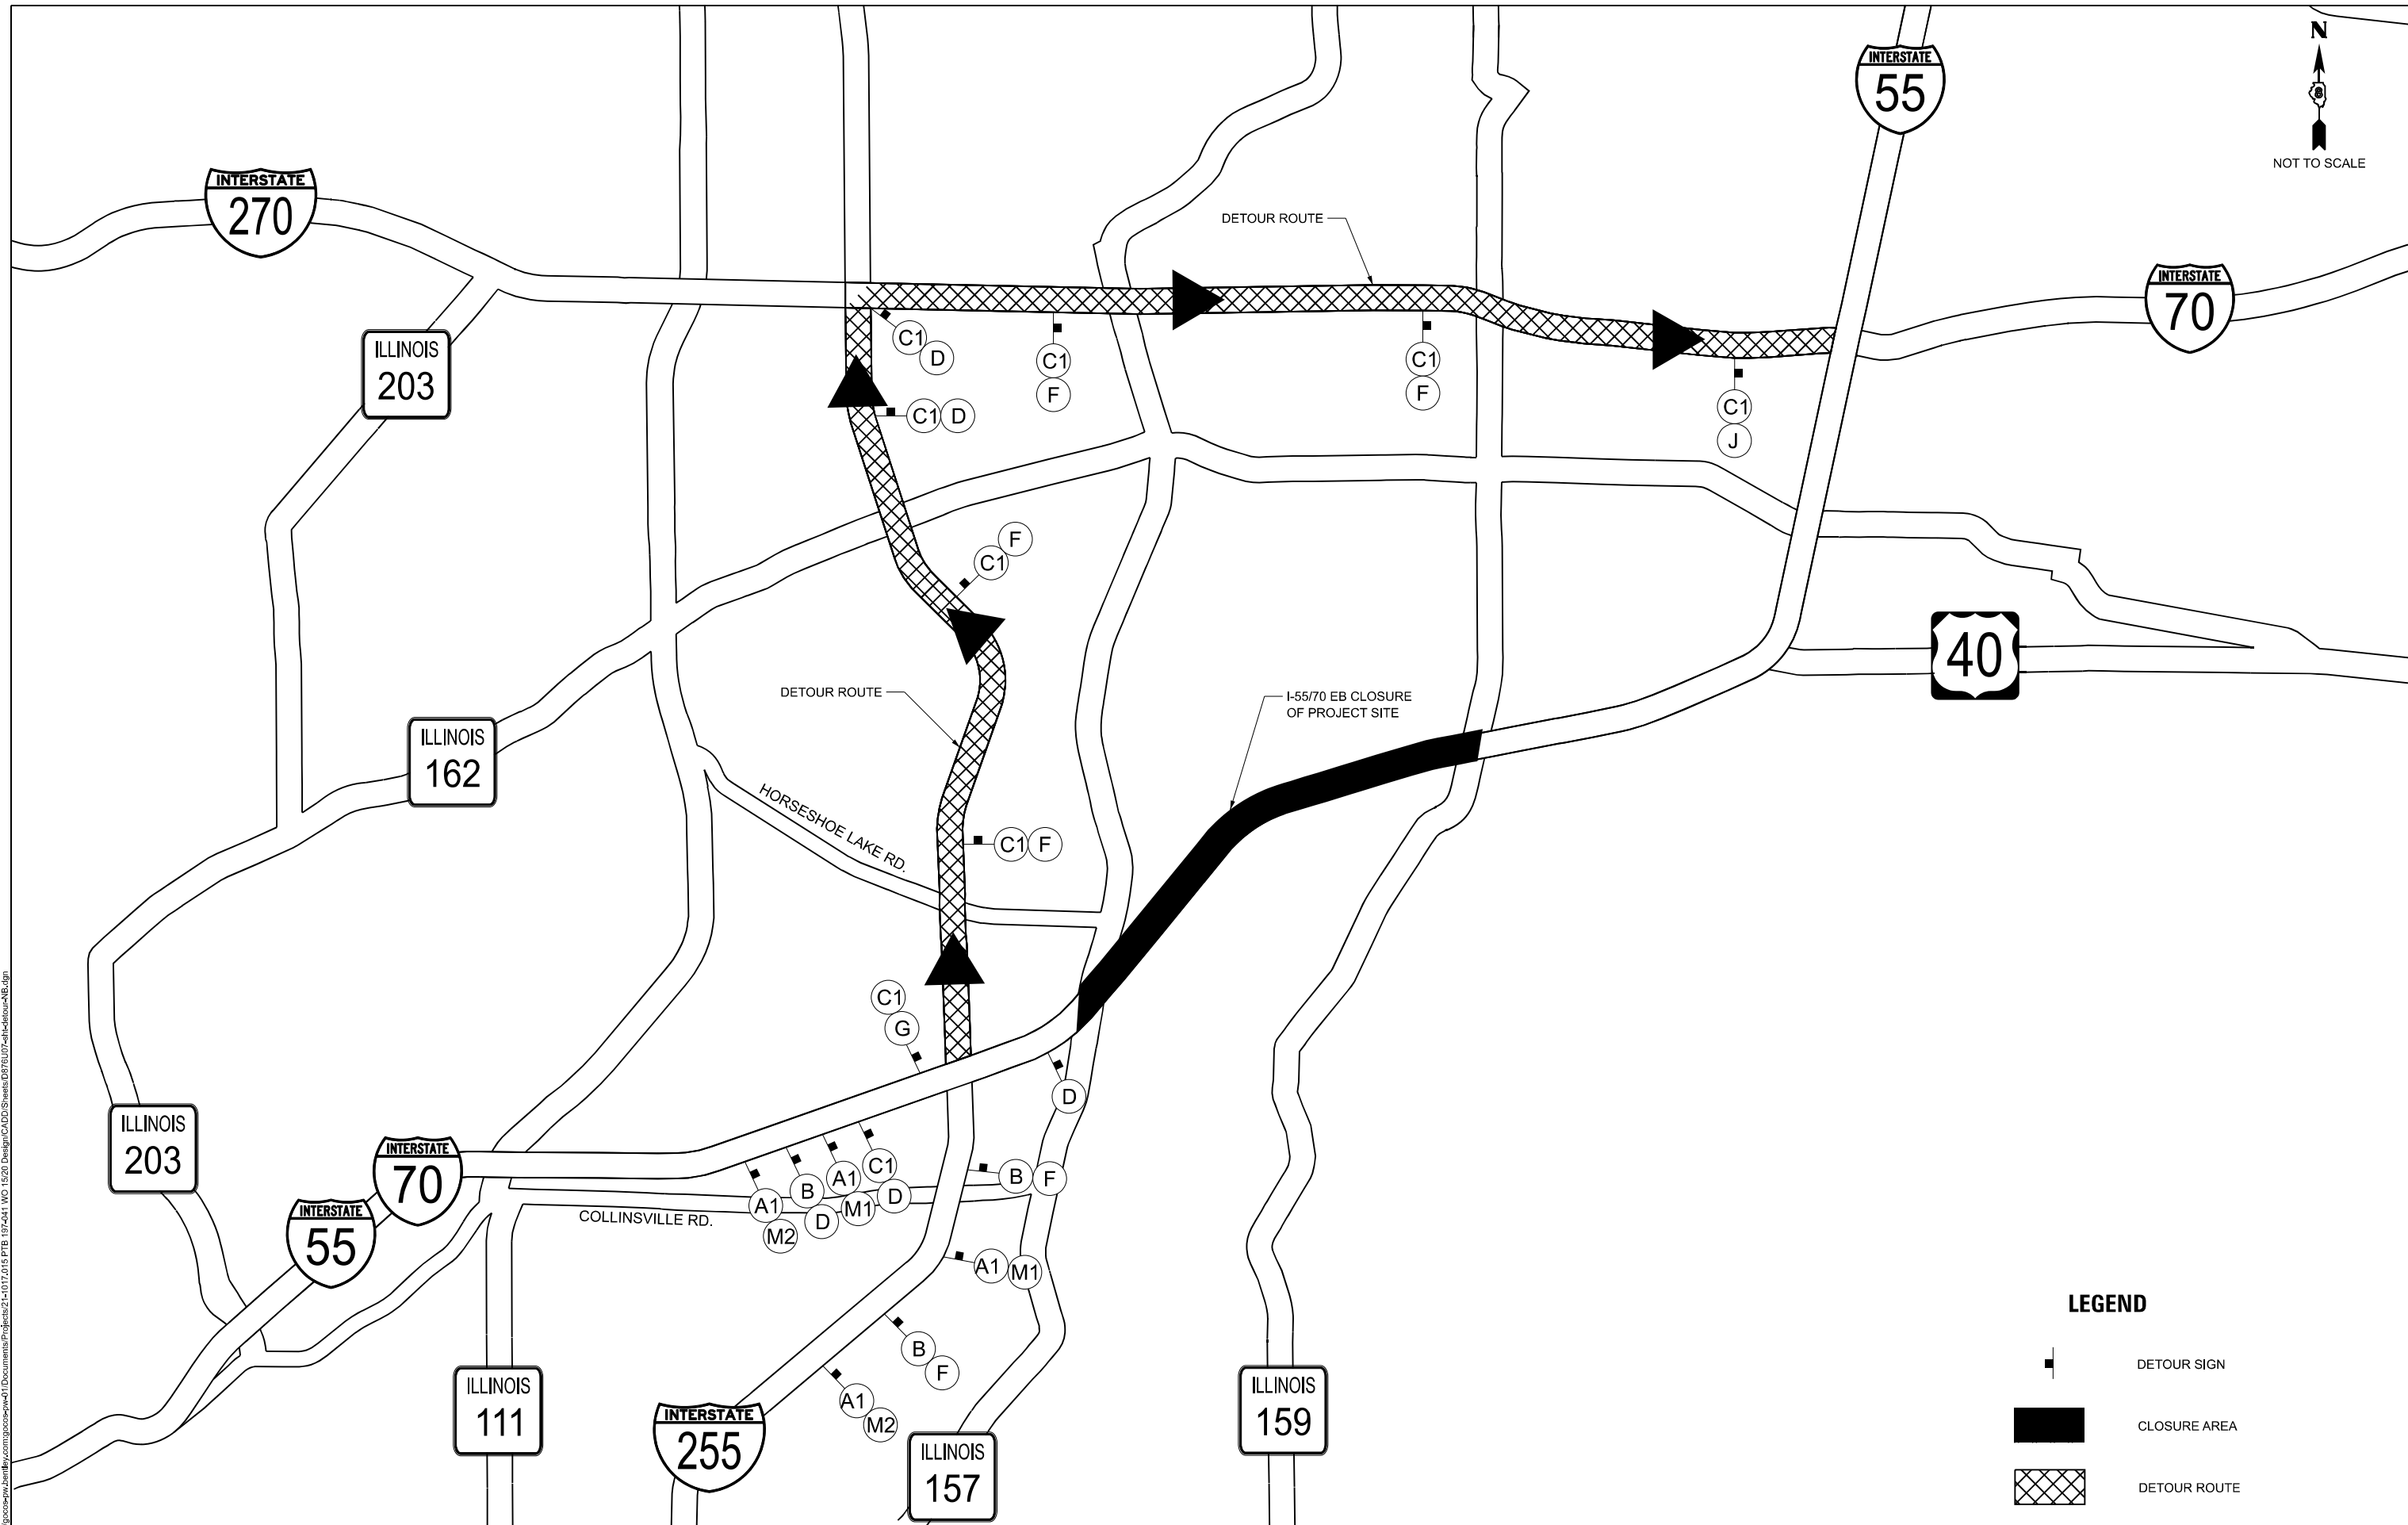 INTERSTATE
55
N
8
NOT TO SCALE
INTERSTATE
270
DETOUR ROUTE
INTERSTATE
70
ILLINOIS
203
C1
D
C1
F
C1
F
C1
J
C1 D
F
C1
40
DETOUR ROUTE
I-55/70 EB CLOSURE
OF PROJECT SITE
ILLINOIS
162
HORSESHOE LAKE RD.
C1 F
C1
G
D
ILLINOIS
203
INTERSTATE
70
INTERSTATE
55
COLLINSVILLE RD.
A1
M2
B
D
A1
M1
C1
D
B F
A1 M1
B
F
A1
M2
ILLINOIS
111
INTERSTATE
255
ILLINOIS
157
ILLINOIS
159
LEGEND
DETOUR SIGN
CLOSURE AREA
DETOUR ROUTE